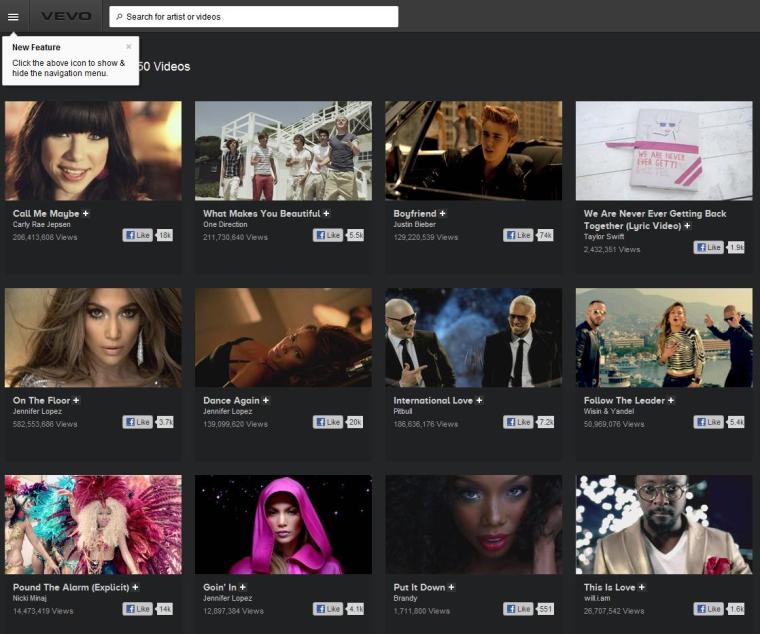 VEVO
Search for artist or videos
New Feature
Click the above icon to show &
hide the navigation menu.
50 Videos
WE ARE NEVER
EVER GETTI
Call Me Maybe +
Carly Rae Jepsen
296,413,608 Views
Like 18k
What Makes You Beautiful +
One Direction
211,730,640 Views
Like 5.5k
Boyfriend +
Justin Bieber
129,220,539 Views
Like 74k
We Are Never Ever Getting Back
Together (Lyric Video) +
Taylor Swift
2,432,351 Views
Like 1.9k
On The Floor +
Jennifer Lopez
582,553,686 Views
Like 3.7k
Dance Again +
Jennifer Lopez
139,099,620 Views
Like 20k
International Love +
Pitbull
186,636,176 Views
Like 7.2k
Follow The Leader +
Wisin & Yandel
50,969,076 Views
Like 5.4k
Pound The Alarm (Explicit) +
Nicki Minaj
14,473,419 Views
Like 14k
Goin' In +
Jennifer Lopez
12,897,384 Views
Like 4.1k
Put It Down +
Brandy
1,711,800 Views
Like 551
This Is Love +
will.i.am
26,707,542 Views
Like 1.6k